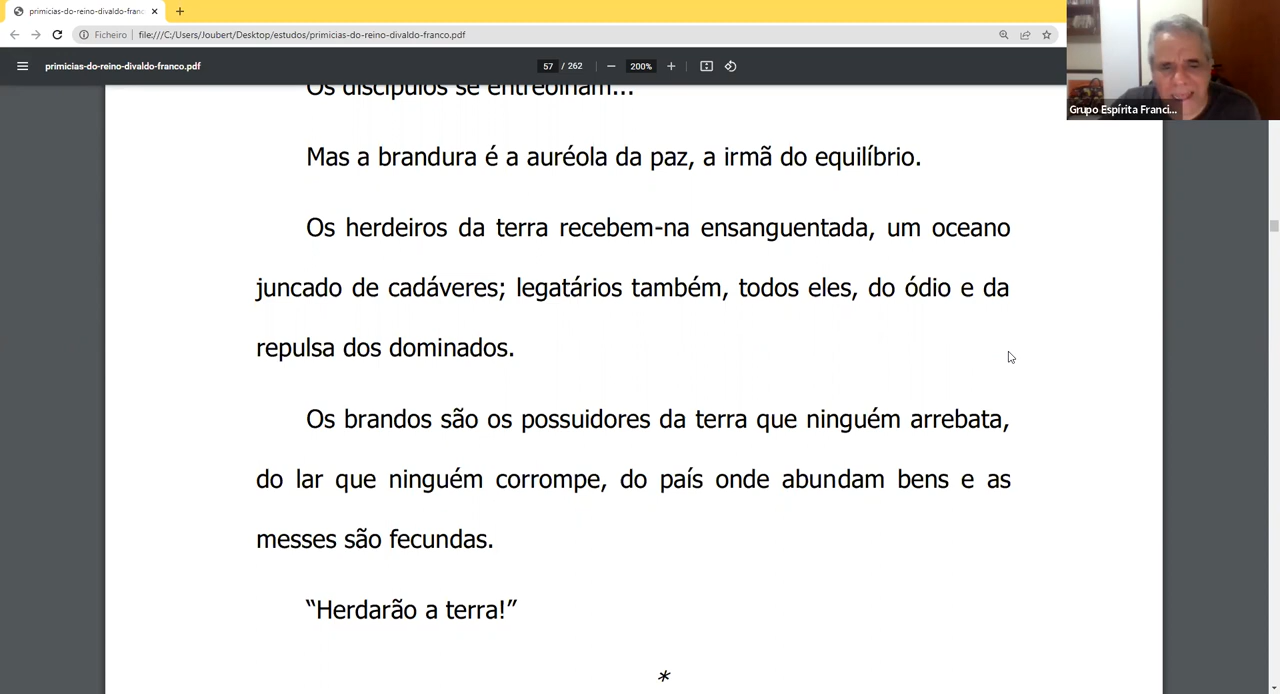 primicias-do-reino-divaldo-franc
Ficheiro
file:///C:/Users/Joubert/Desktop/estudos/primicias-do-reino-divaldo-franco.pdf
primicias-do-reino-divaldo-franco.pdf
57 / 262
200%
Grupo Espírita Franci...
Os discípulos se entreolham...
Mas a brandura é a auréola da paz, a irmã do equilíbrio.
Os herdeiros da terra recebem-na ensanguentada, um oceano
juncado de cadáveres; legatários também, todos eles, do ódio e da
repulsa dos dominados.
Os brandos são os possuidores da terra que ninguém arrebata,
do lar que ninguém corrompe, do país onde abundam bens e as
messes são fecundas.
“Herdarão a terra!”
*